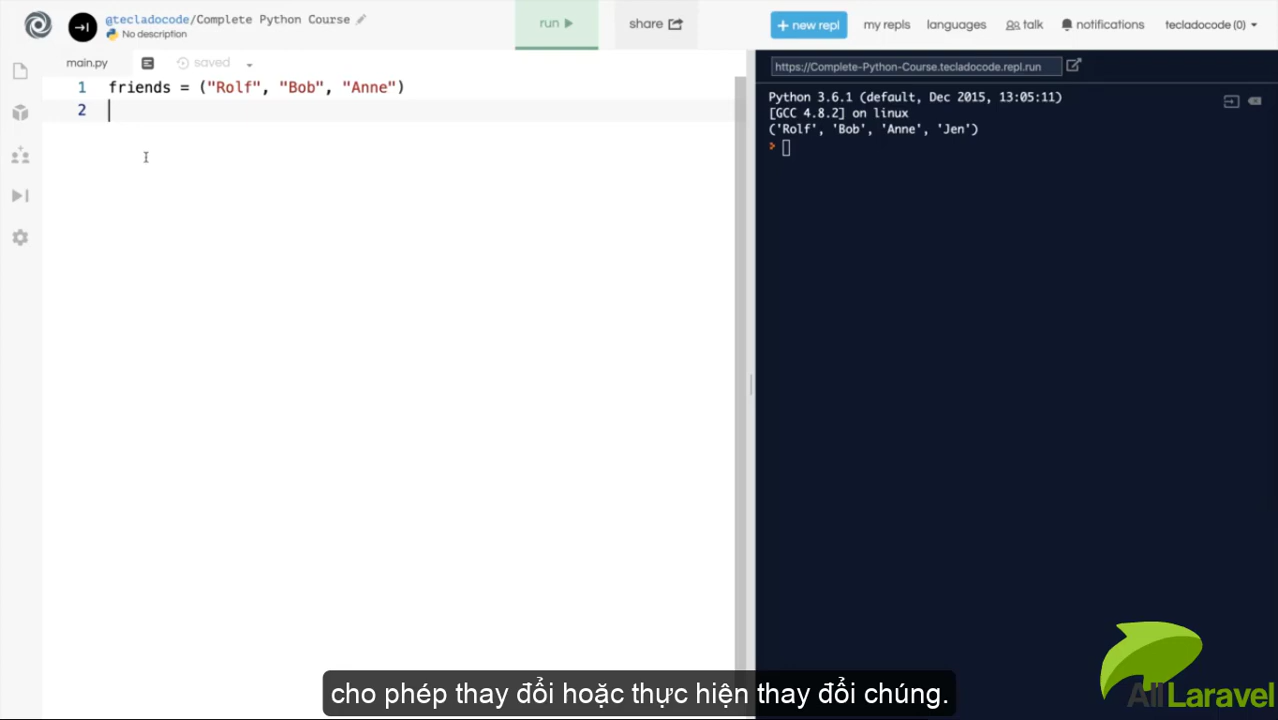 @tecladocode/Complete Python Course
No description
run
share
+ new repl
my repls
languages
talk
notifications
tecladocode (0)
main.py
saved
https://Complete-Python-Course.tecladocode.repl.run
1 friends = ("Rolf", "Bob", "Anne")
2
Python 3.6.1 (default, Dec 2015, 13:05:11)
[GCC 4.8.2] on linux
('Rolf', 'Bob', 'Anne', 'Jen')
>
cho phép thay đổi hoặc thực hiện thay đổi chúng.
AllLaravel